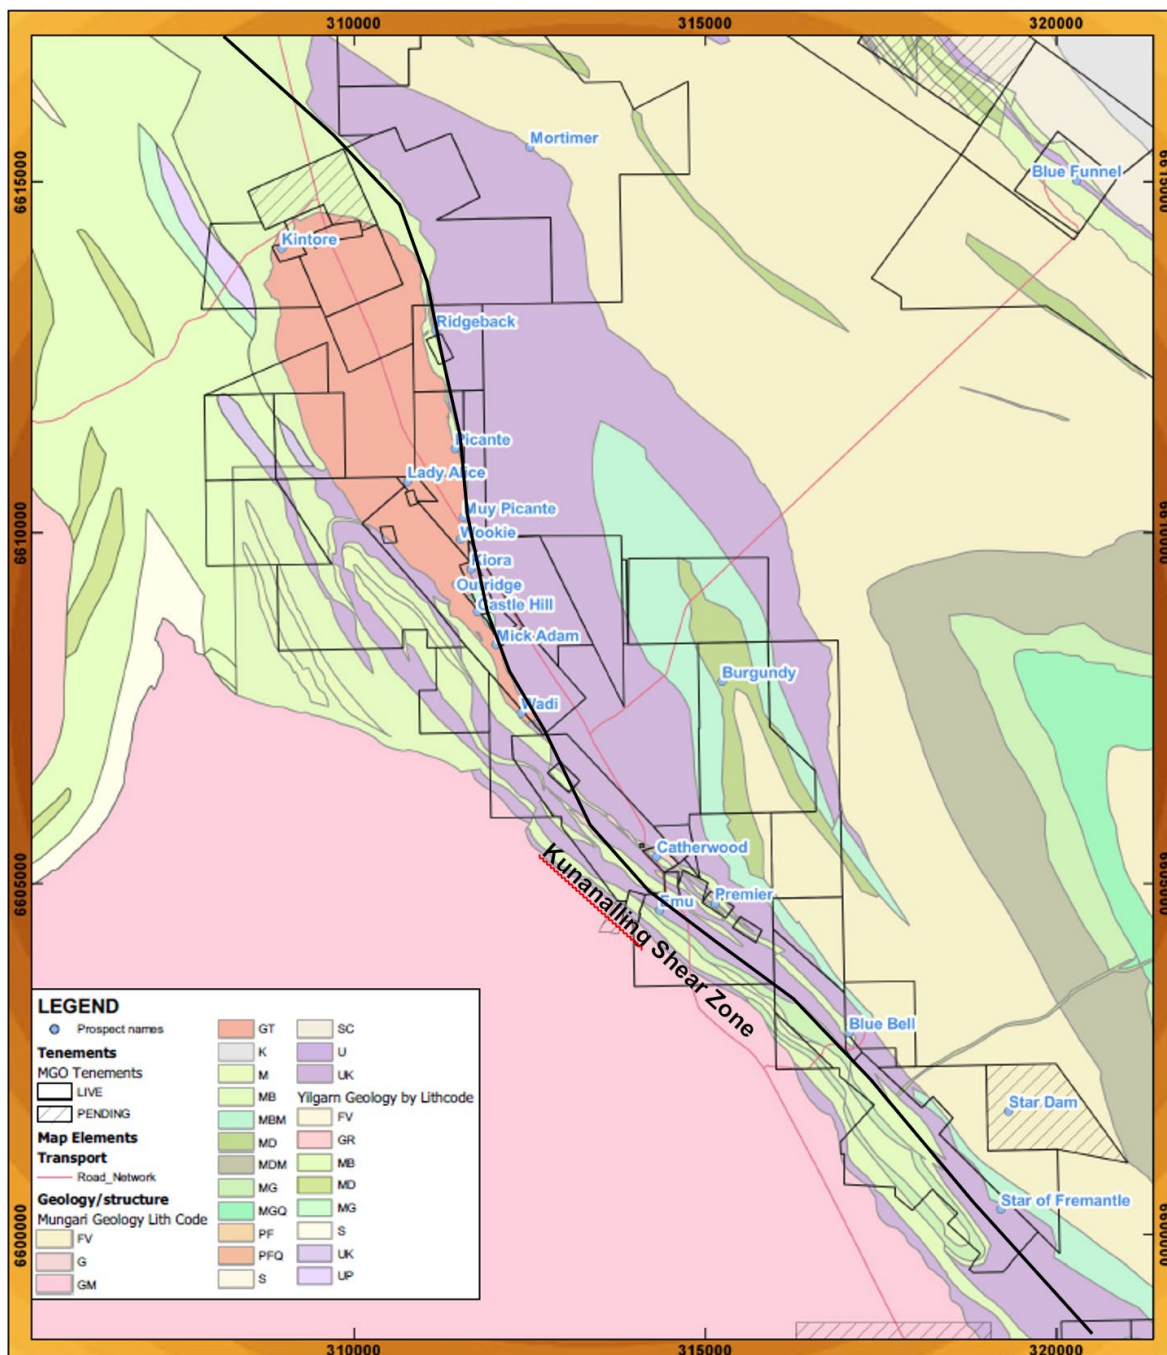 310000 315000 320000
6615000
6615000
Mortimer
Blue Funnel
Kintore
Ridgeback
Picante
Lady Alice
Muy Picante
6610000
6610000
Wookie
Kiora
Outridge
Castle Hill
Mick Adam
Burgundy
Wadi
Catherwood
6605000
6605000
Kunanalling Shear Zone
Emu
Premier
Blue Bell
Star Dam
Star of Fremantle
6600000
6600000
LEGEND
Prospect names
Tenements
MGO Tenements
LIVE
PENDING
Map Elements
Transport
Road_Network
Geology/structure
Mungari Geology Lith Code
FV
G
GM
GT
K
M
MB
MBM
MD
MDM
MG
MGQ
PF
PFQ
S
SC
U
UK
Yilgarn Geology by Lithcode
FV
GR
MB
MD
MG
S
UK
UP
310000 315000 320000